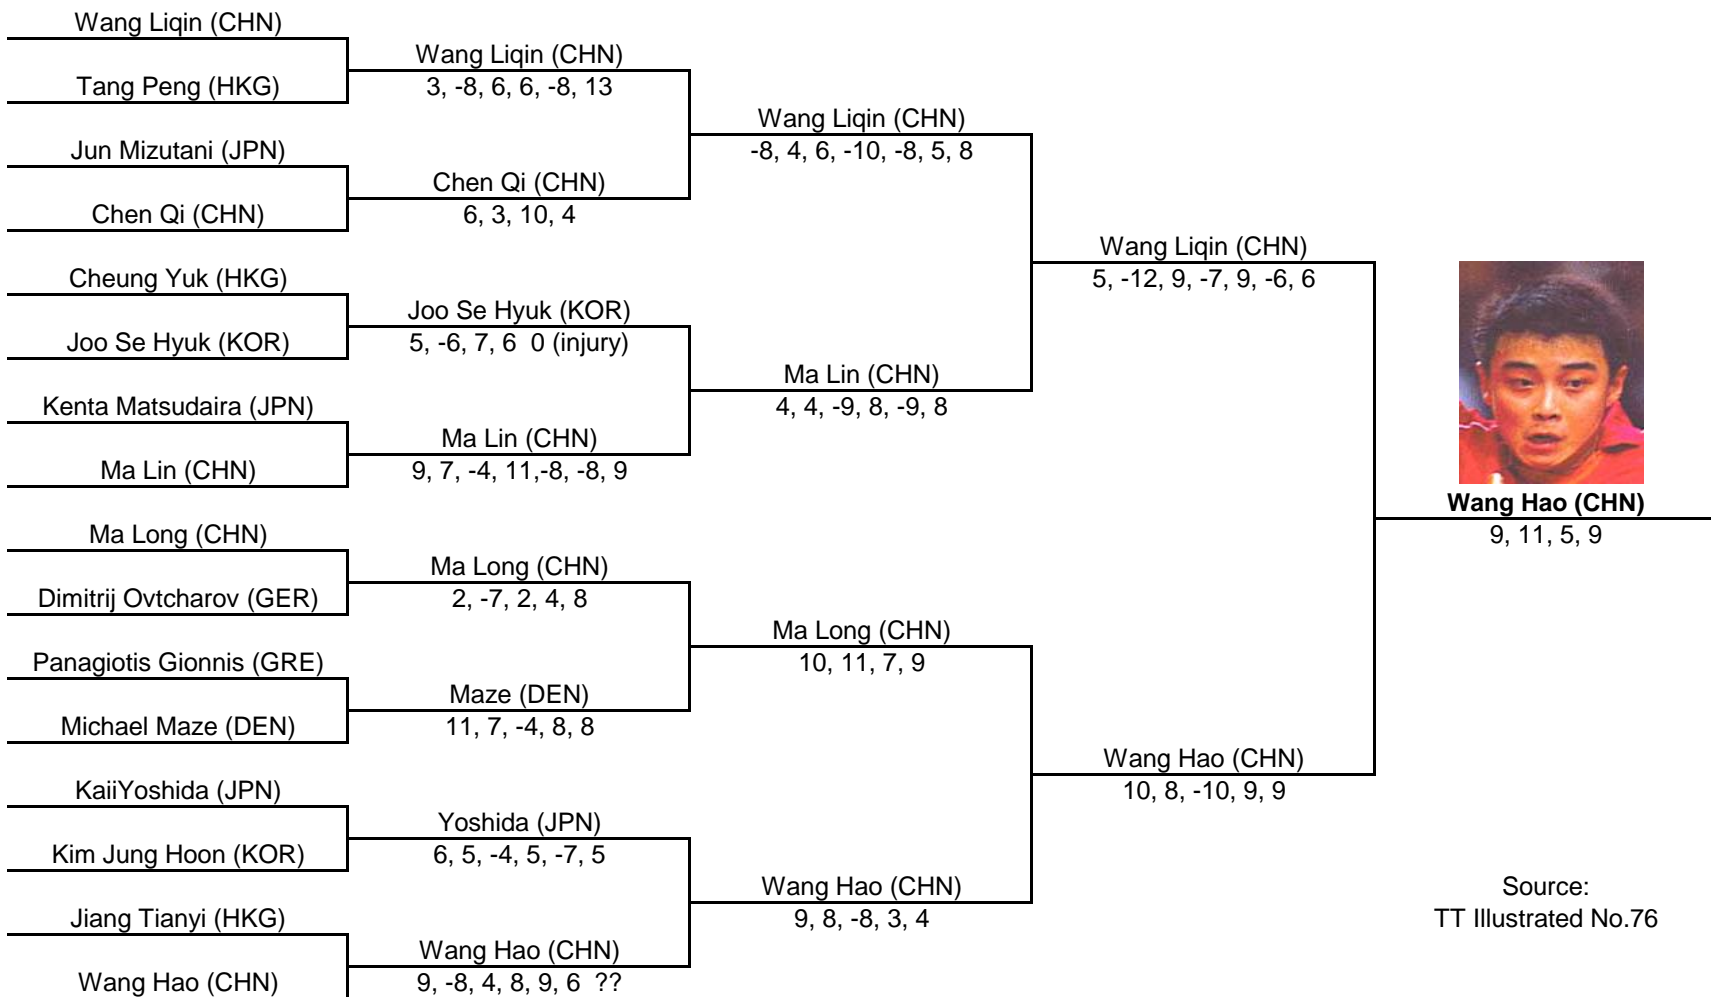 Wang Liqin (CHN)
Tang Peng (HKG)
Jun Mizutani (JPN)
Chen Qi (CHN)
Cheung Yuk (HKG)
Joo Se Hyuk (KOR)
Kenta Matsudaira (JPN)
Ma Lin (CHN)
Ma Long (CHN)
Dimitrij Ovtcharov (GER)
Panagiotis Gionnis (GRE)
Michael Maze (DEN)
KaiiYoshida (JPN)
Kim Jung Hoon (KOR)
Jiang Tianyi (HKG)
Wang Hao (CHN)
Wang Liqin (CHN)
3, -8, 6, 6, -8, 13
Chen Qi (CHN)
6, 3, 10, 4
Joo Se Hyuk (KOR)
5, -6, 7, 6  0 (injury)
Ma Lin (CHN)
9, 7, -4, 11,-8, -8, 9
Ma Long (CHN)
2, -7, 2, 4, 8
Maze (DEN)
11, 7, -4, 8, 8
Yoshida (JPN)
6, 5, -4, 5, -7, 5
Wang Hao (CHN)
9, -8, 4, 8, 9, 6  ??
Wang Liqin (CHN)
-8, 4, 6, -10, -8, 5, 8
Ma Lin (CHN)
4, 4, -9, 8, -9, 8
Ma Long (CHN)
10, 11, 7, 9
Wang Hao (CHN)
9, 8, -8, 3, 4
Wang Liqin (CHN)
5, -12, 9, -7, 9, -6, 6
Wang Hao (CHN)
10, 8, -10, 9, 9
Wang Hao (CHN)
9, 11, 5, 9
Source:
TT Illustrated No.76